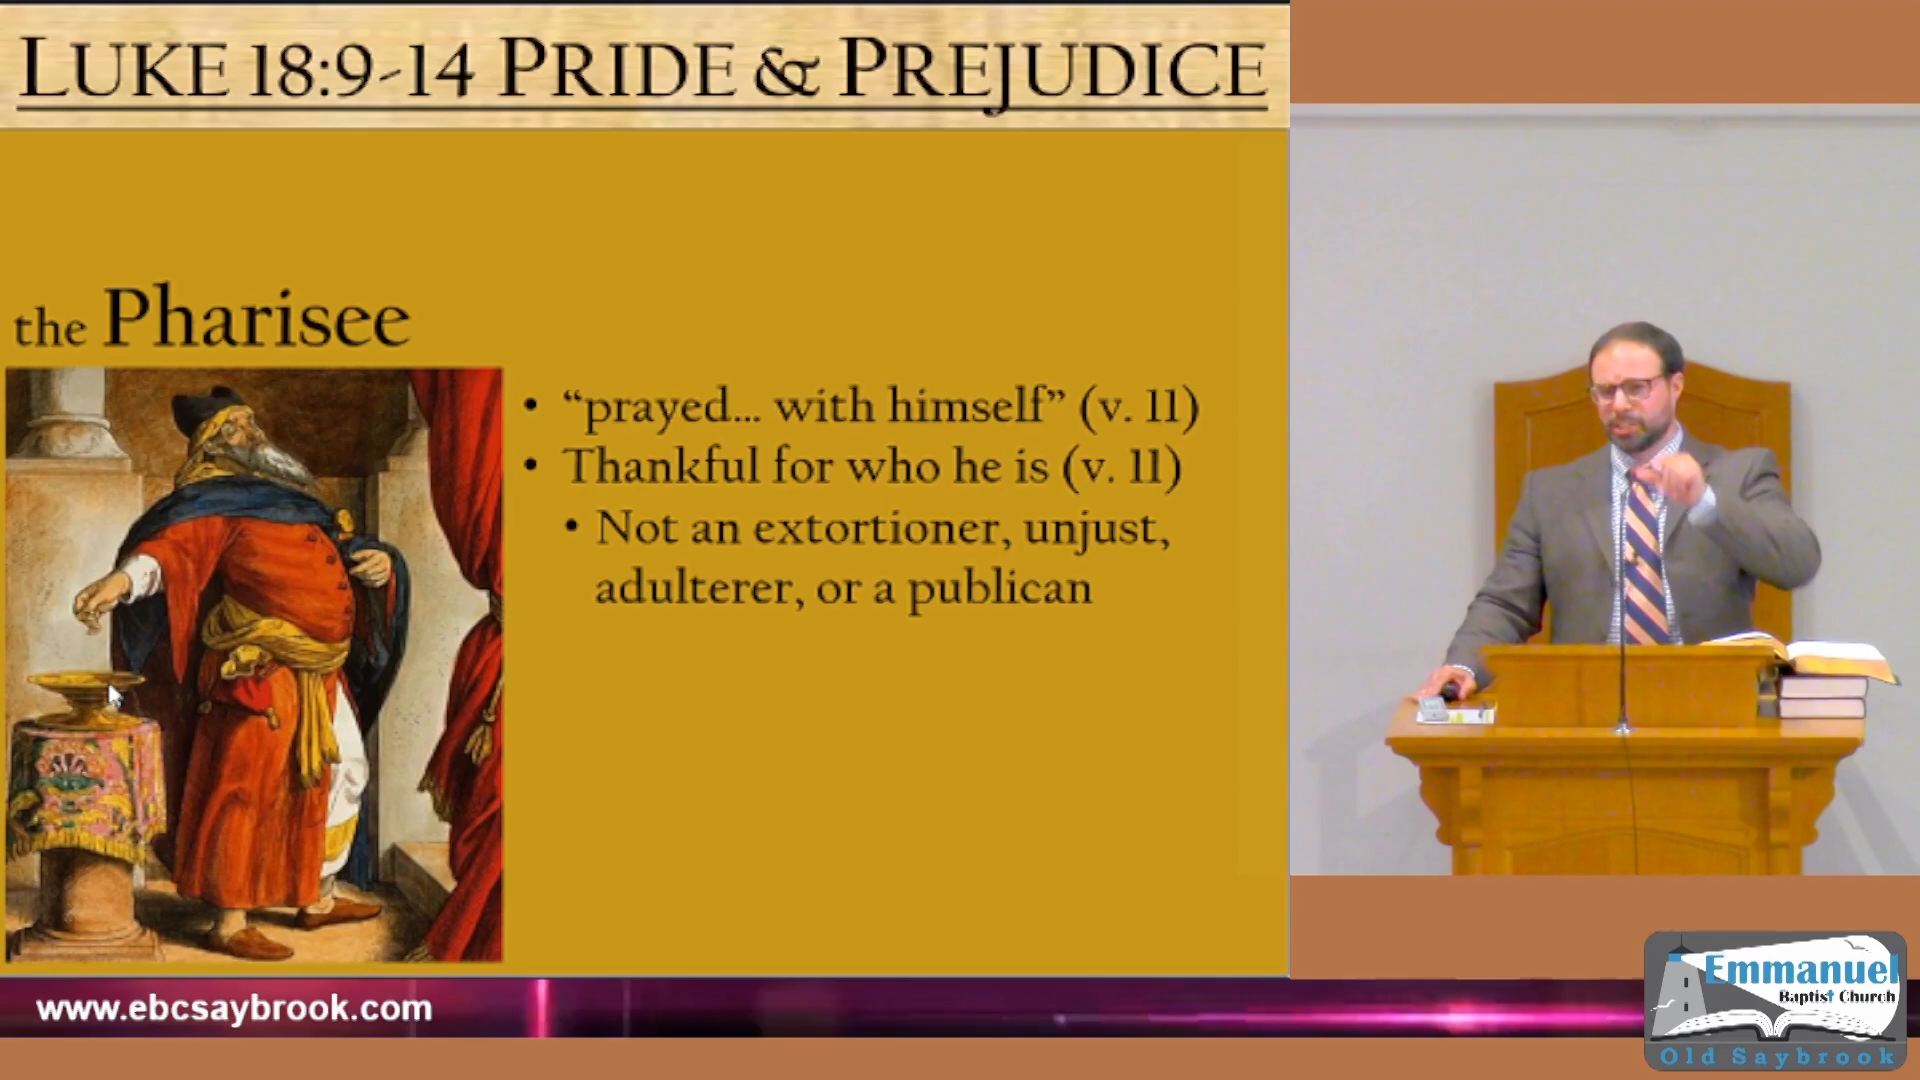 LUKE 18:9-14 PRIDE & PREJUDICE
the Pharisee
• “prayed... with himself” (v. 11)
• Thankful for who he is (v. 11)
• Not an extortioner, unjust,
adulterer, or a publican
www.ebcsaybrook.com
Emmanuel
Baptist Church
Old Saybrook